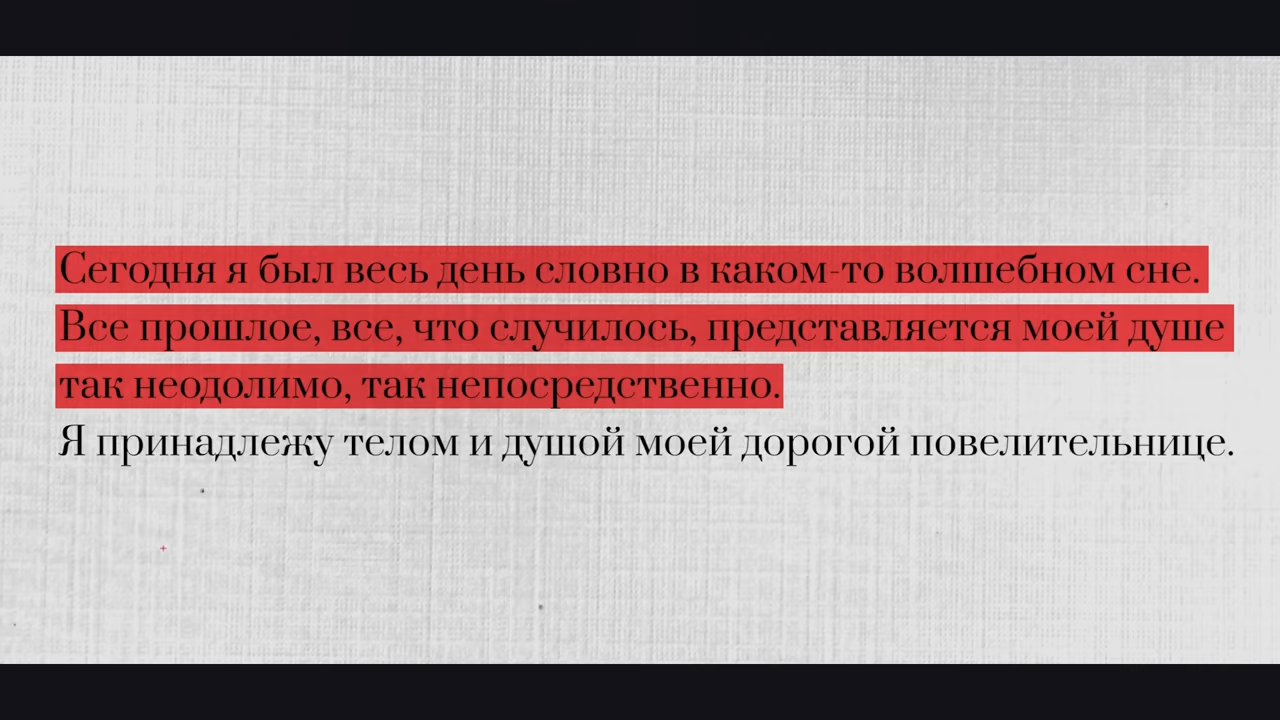 Сегодня я был весь день словно в каком-то волшебном сне.
Все прошлое, все, что случилось, представляется моей душе
так неодолимо, так непосредственно.
Я принадлежу телом и душой моей дорогой повелительнице.